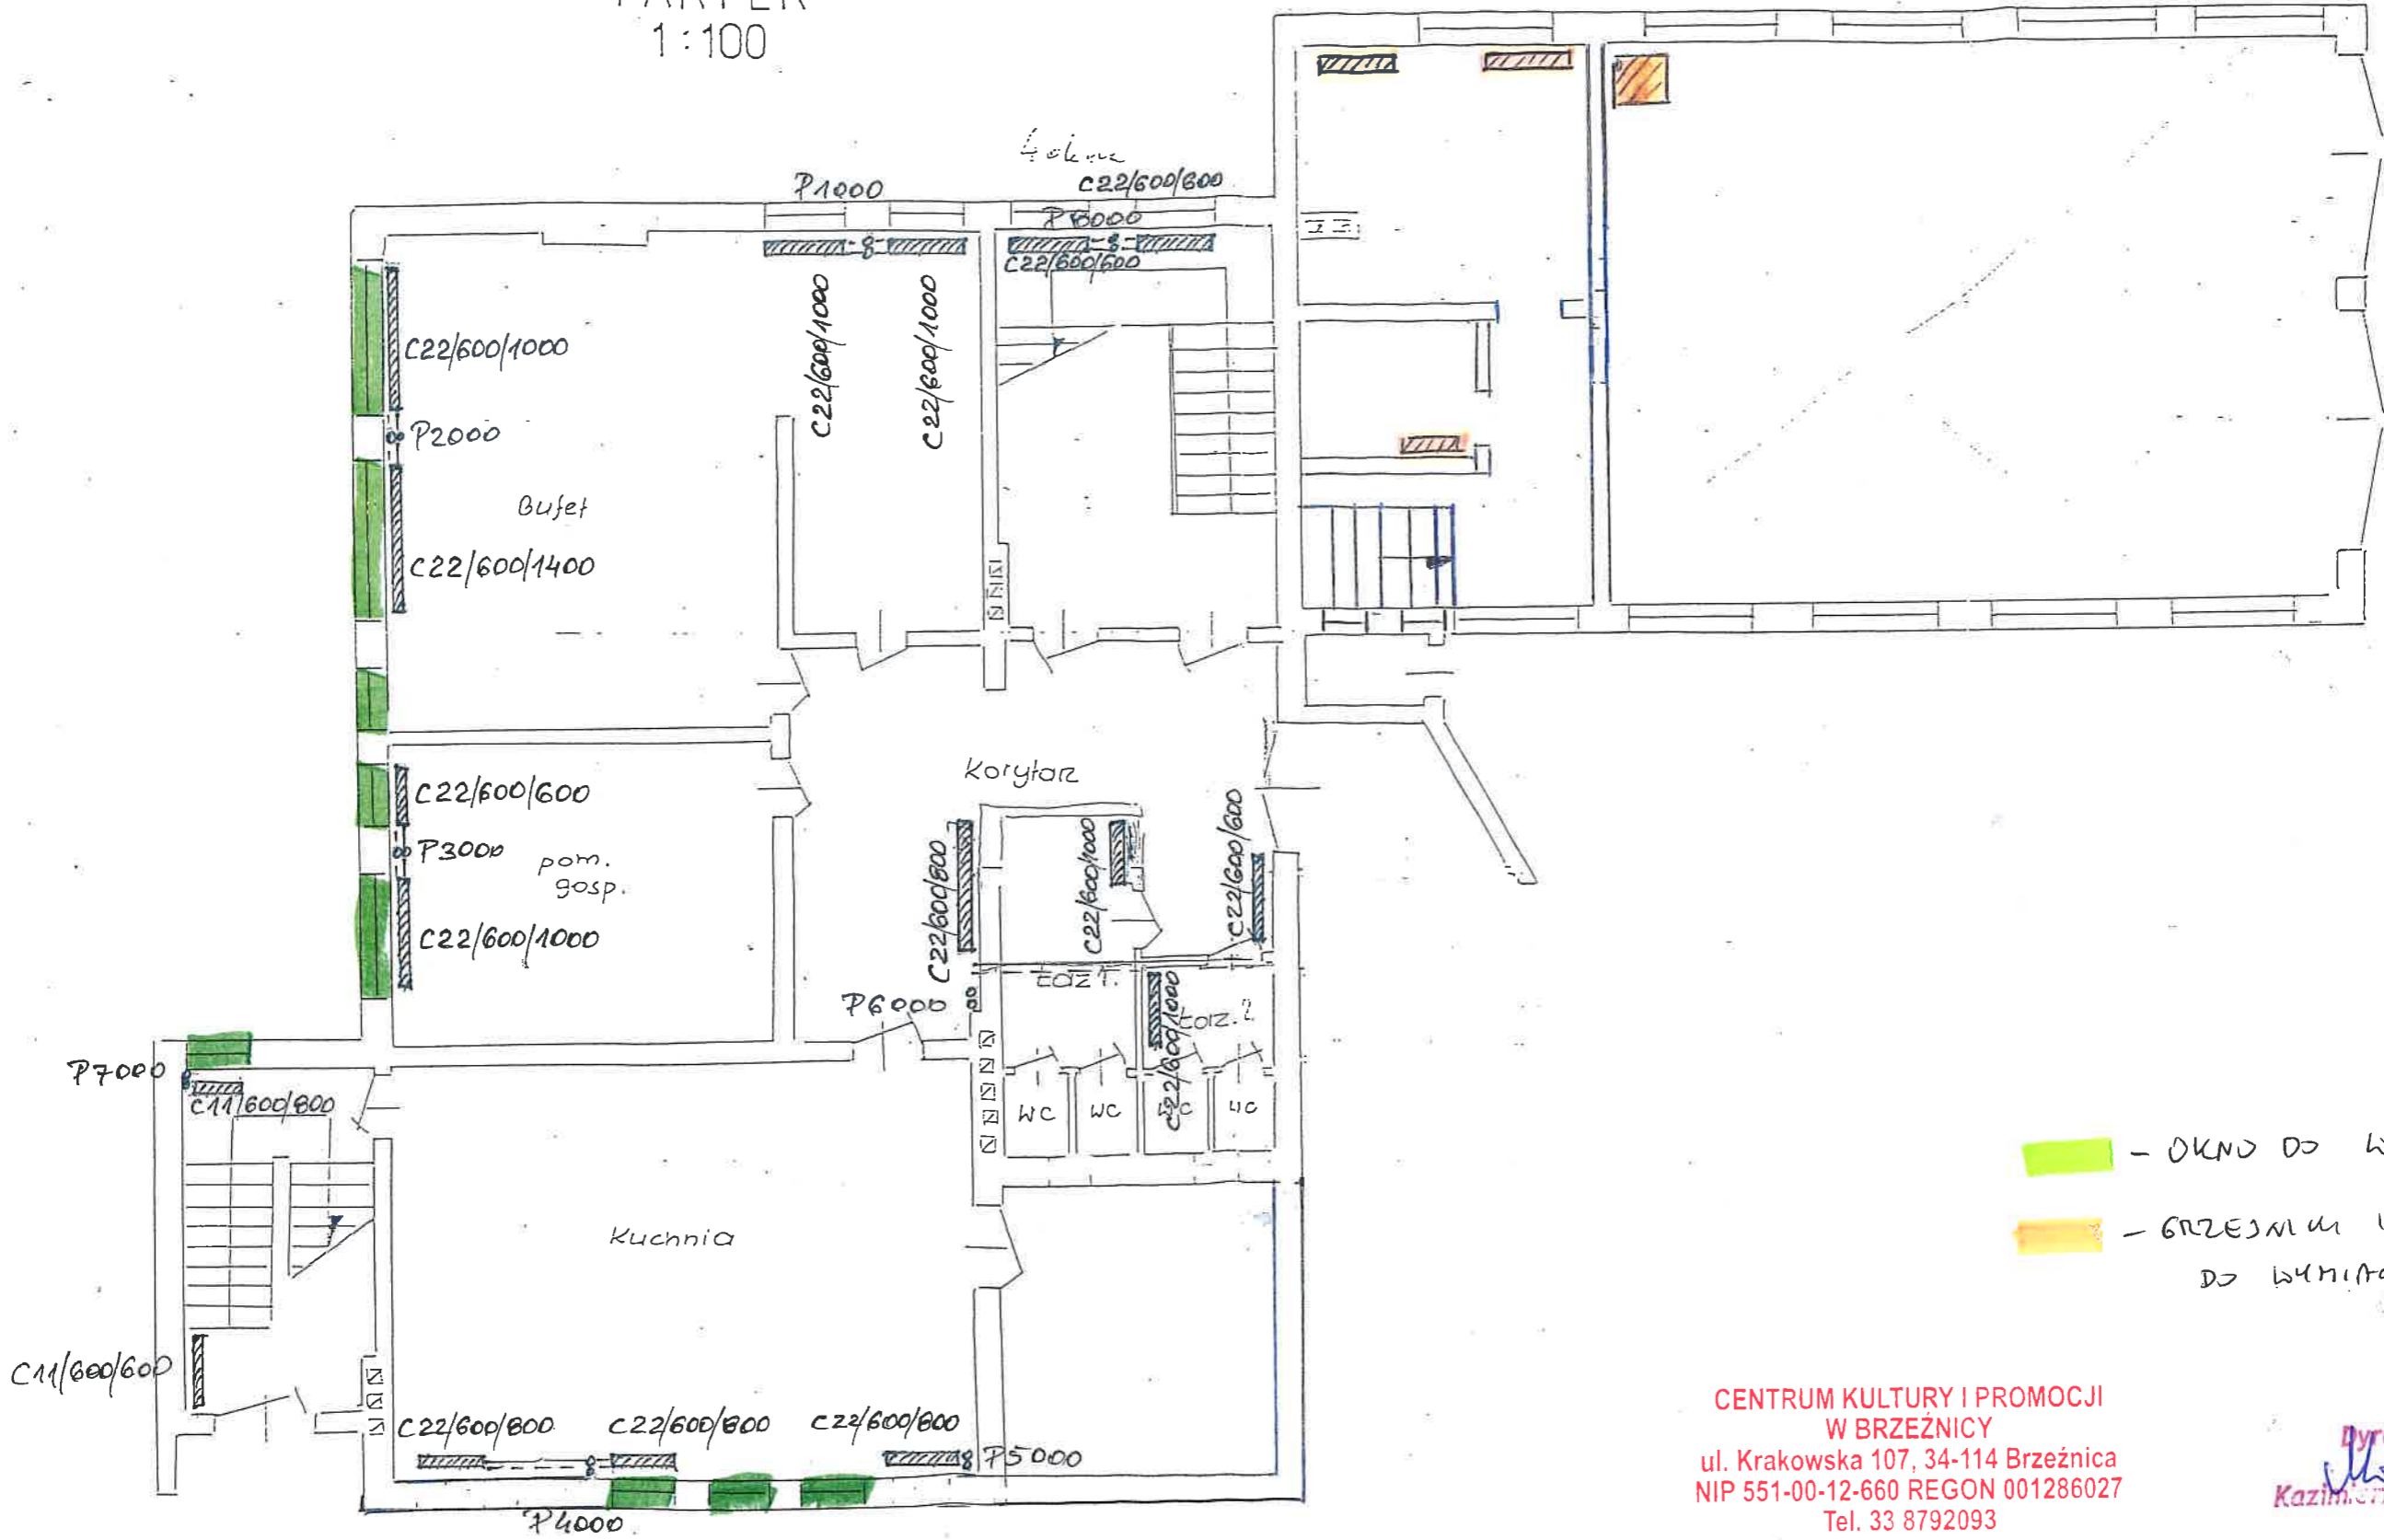 PARTER
1:100
4 okna
P1000
C22/600/600
P8000
C22/600/600
C22/600/1000
C22/600/1000
C22/600/1000
P2000
Bufet
C22/600/1400
Korytarz
C22/600/600
P3000
pom.
gosp.
C22/600/1000
C22/600/800
C22/600/1000
C22/600/600
P6000
Łaz 1.
Łaz. 2
C22/600/1000
P7000
C11/600/800
WC
WC
WC
WC
Kuchnia
- OKNO DO
- GRZEJNIKI
DO
C11/600/600
C22/600/800
C22/600/800
C22/600/800
P5000
P4000
CENTRUM KULTURY I PROMOCJI
W BRZEŹNICY
ul. Krakowska 107, 34-114 Brzeźnica
NIP 551-00-12-660 REGON 001286027
Tel. 33 8792093